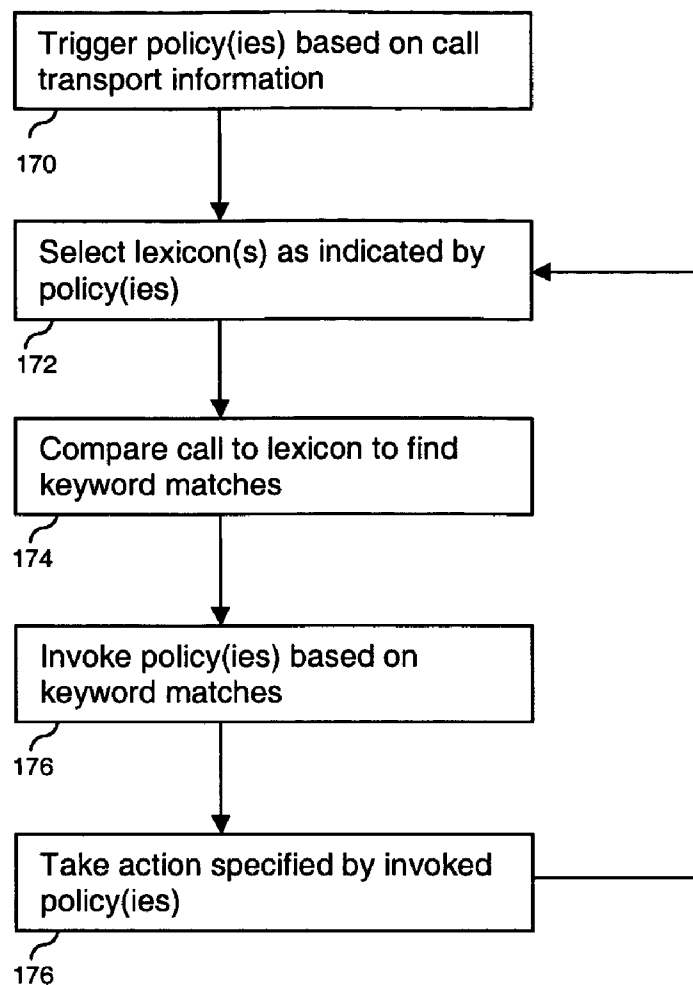 Trigger policy(ies) based on call
transport information
170
Select lexicon(s) as indicated by
policy(ies)
172
Compare call to lexicon to find
keyword matches
174
Invoke policy(ies) based on
keyword matches
176
Take action specified by invoked
policy(ies)
176